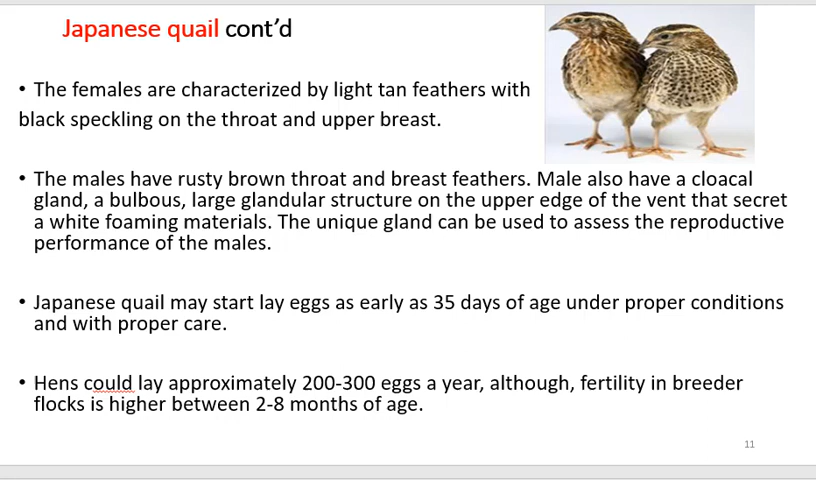 Japanese quail cont’d
• The females are characterized by light tan feathers with
black speckling on the throat and upper breast.
• The males have rusty brown throat and breast feathers. Male also have a cloacal
gland, a bulbous, large glandular structure on the upper edge of the vent that secret
a white foaming materials. The unique gland can be used to assess the reproductive
performance of the males.
• Japanese quail may start lay eggs as early as 35 days of age under proper conditions
and with proper care.
• Hens could lay approximately 200-300 eggs a year, although, fertility in breeder
flocks is higher between 2-8 months of age.
11